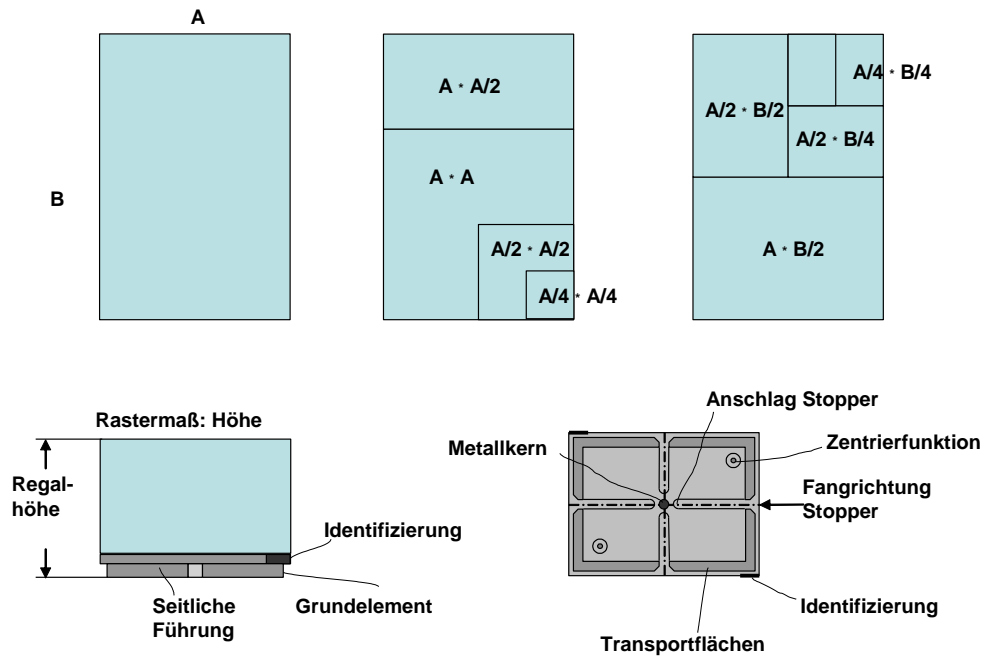 A
B
A * A/2
A * A
A/2 * A/2
A/4 * A/4
A/4 * B/4
A/2 * B/2
A/2 * B/4
A * B/2
Rastermaß: Höhe
Regal-
höhe
Identifizierung
Seitliche
Führung
Grundelement
Anschlag Stopper
Metallkern
Zentrierfunktion
Fangrichtung
Stopper
Identifizierung
Transportflächen